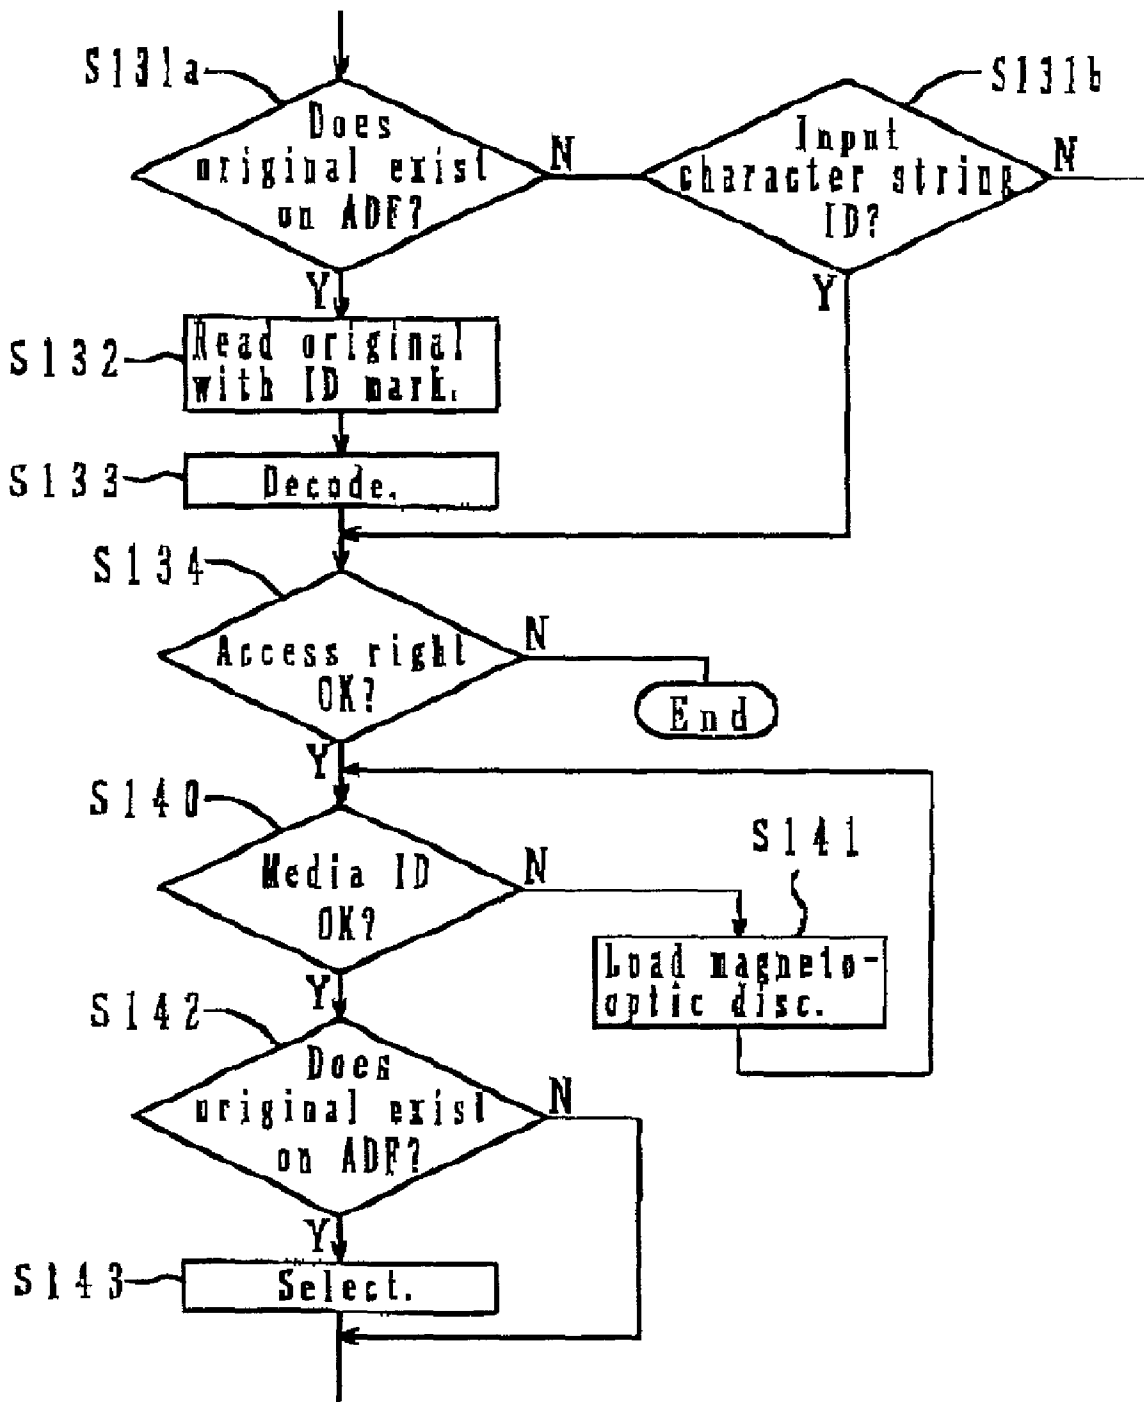 S131a
Does
original exist
on ADF?
N
S131b
Input
character string
ID?
N
Y
Y
S132
Read original
with ID mark.
S133
Decode.
S134
Access right
OK?
N
End
Y
S140
Media ID
OK?
N
S141
Load magneto-
optic disc.
Y
S142
Does
original exist
on ADF?
N
Y
S143
Select.